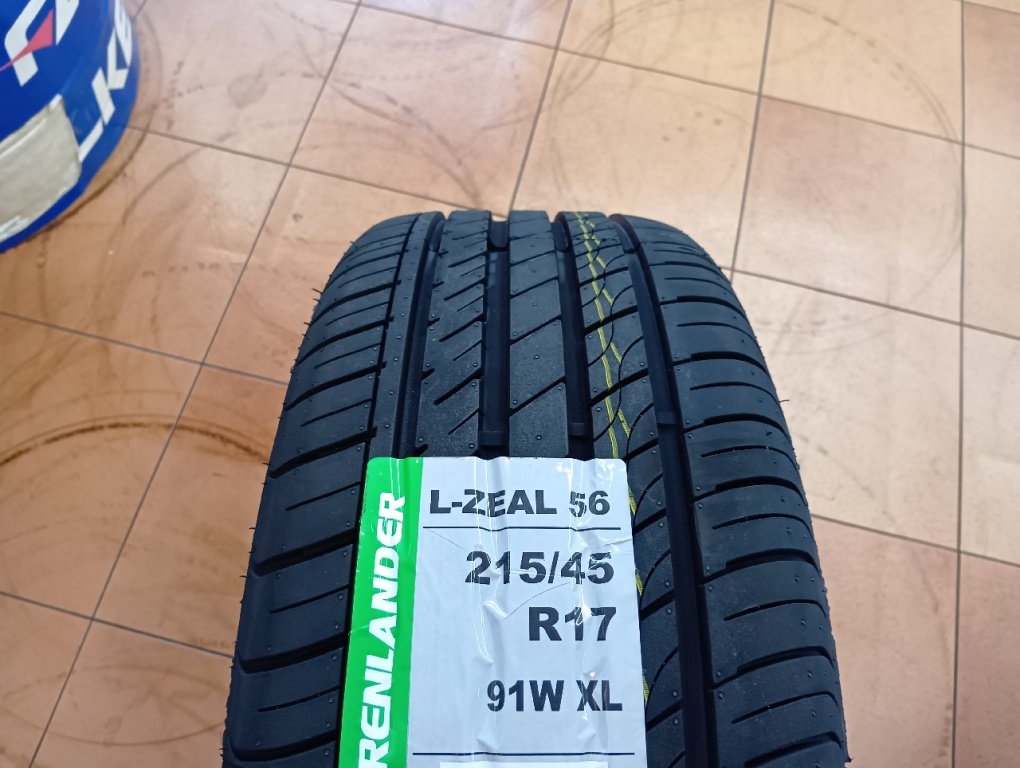 L-ZEAL 56
215/45
R17
91W XL
RENLANDER